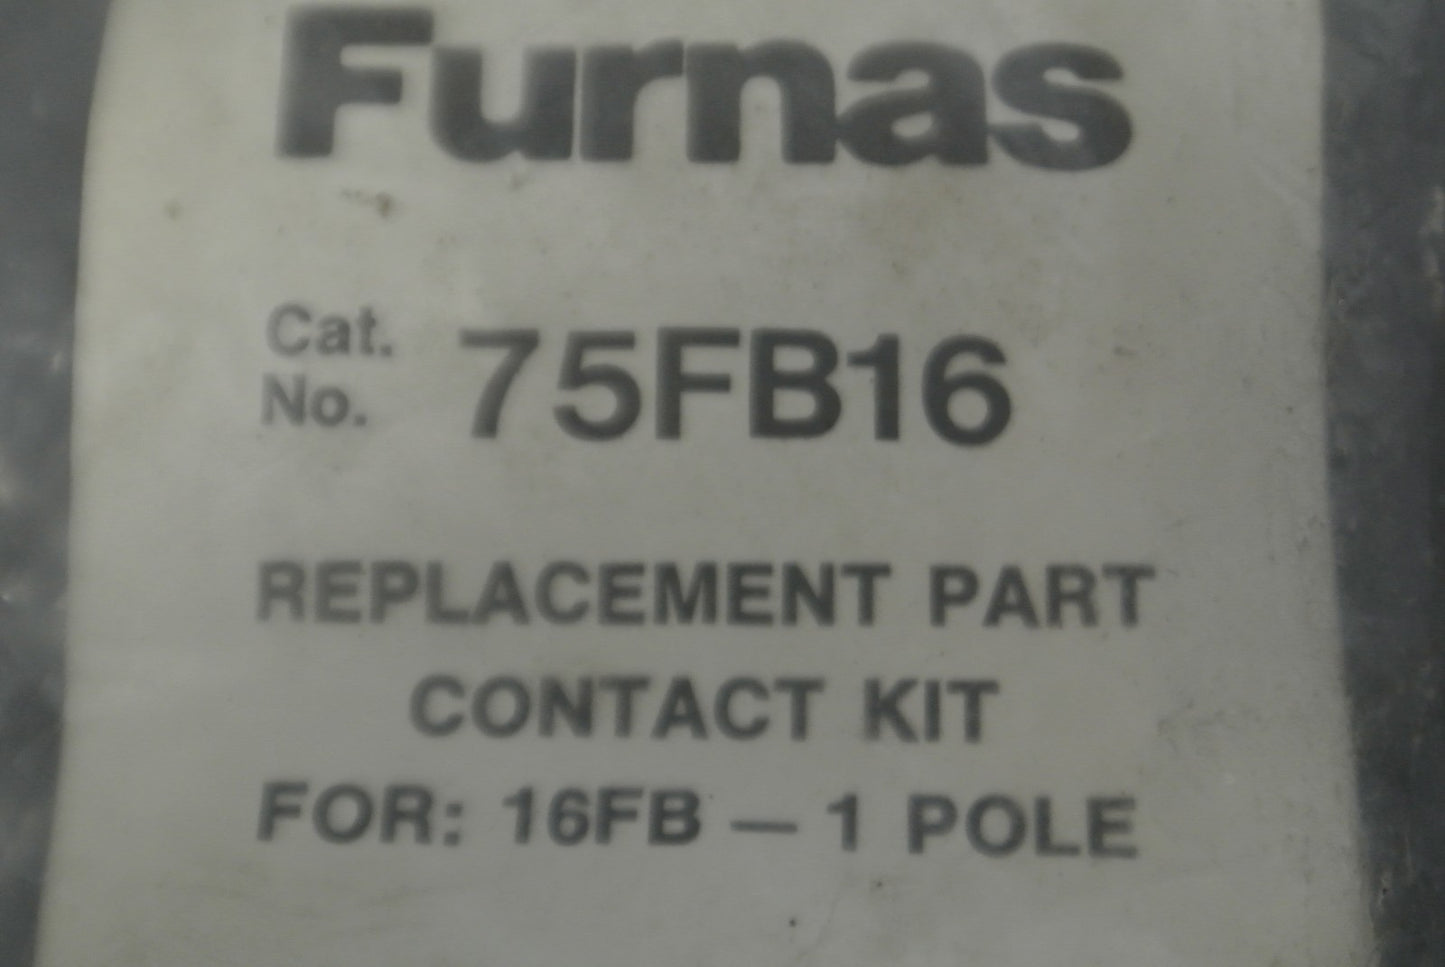 Furnas
Cat.
No. 75FB16
REPLACEMENT PART
CONTACT KIT
FOR: 16FB — 1 POLE